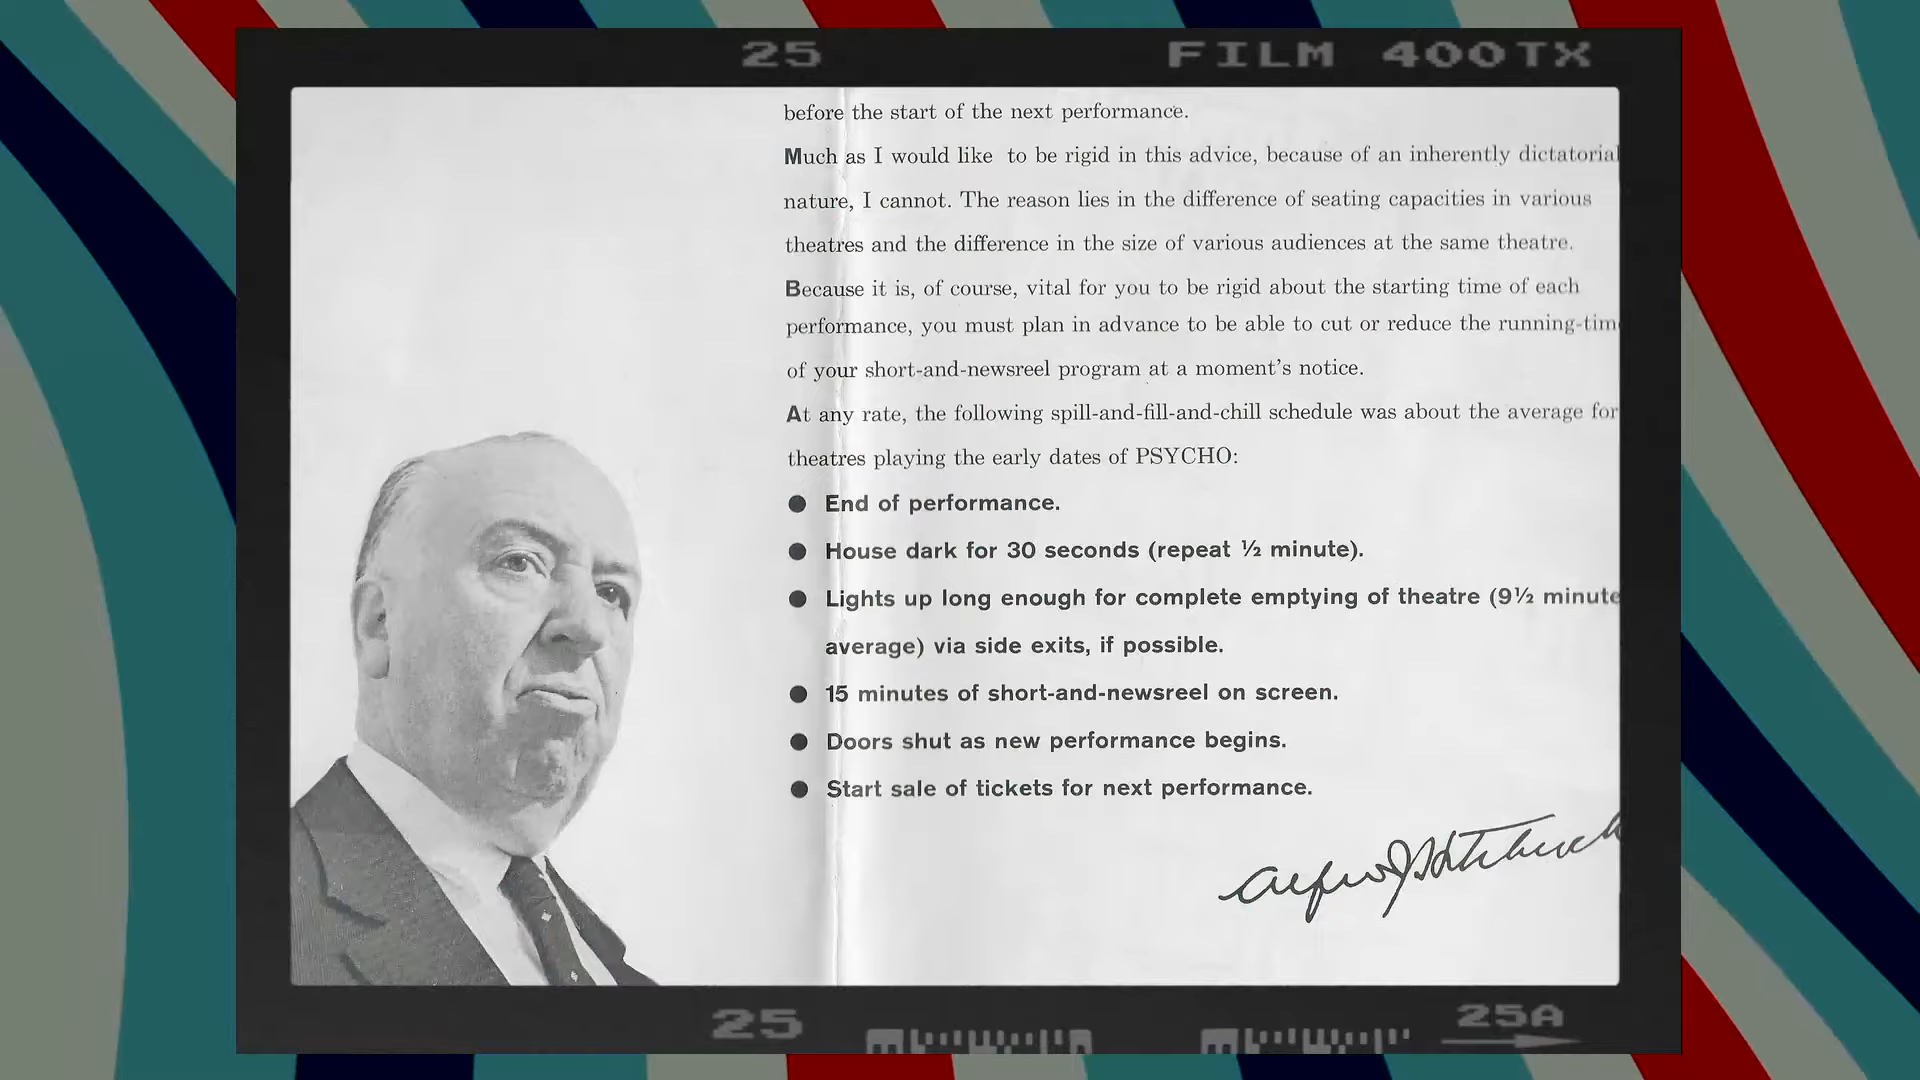 25 FILM 400TX
before the start of the next performance.
Much as I would like to be rigid in this advice, because of an inherently dictatorial
nature, I cannot. The reason lies in the difference of seating capacities in various
theatres and the difference in the size of various audiences at the same theatre.
Because it is, of course, vital for you to be rigid about the starting time of each
performance, you must plan in advance to be able to cut or reduce the running-tim
of your short-and-newsreel program at a moment's notice.
At any rate, the following spill-and-fill-and-chill schedule was about the average for
theatres playing the early dates of PSYCHO:
● End of performance.
● House dark for 30 seconds (repeat ½ minute).
● Lights up long enough for complete emptying of theatre (9½ minute
average) via side exits, if possible.
● 15 minutes of short-and-newsreel on screen.
● Doors shut as new performance begins.
● Start sale of tickets for next performance.
Alfred J Hitchcock
25 25A